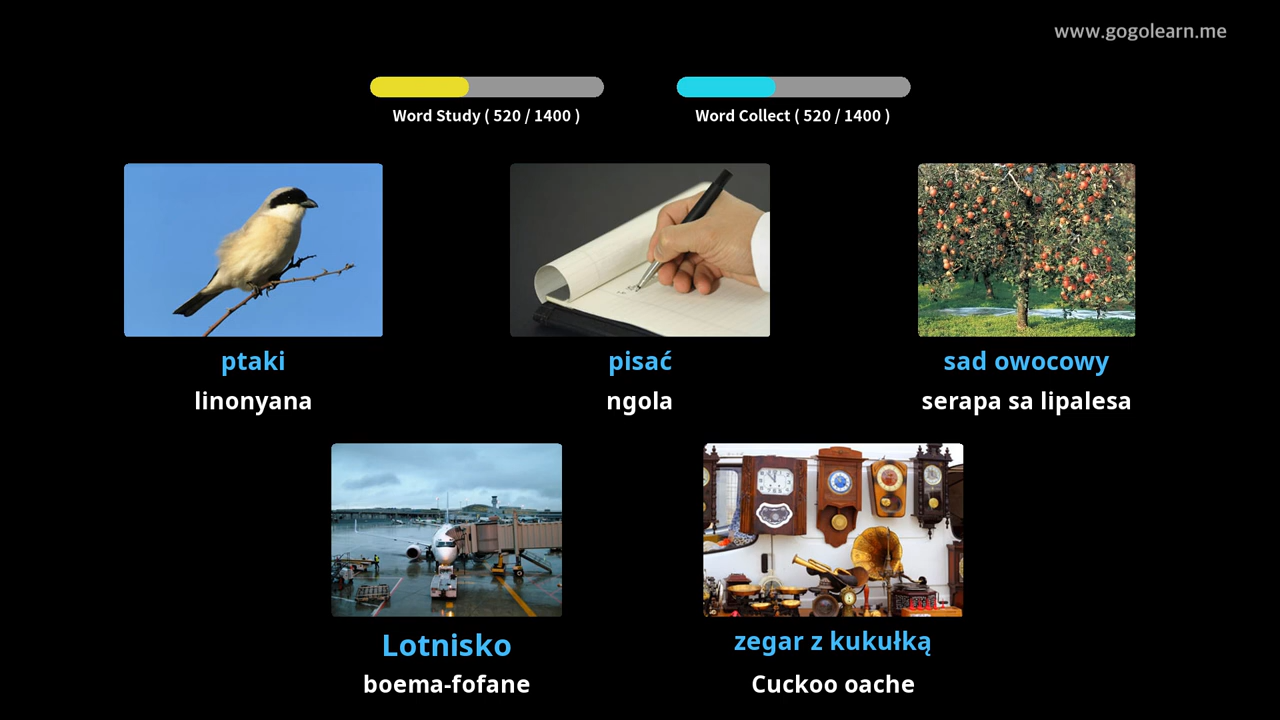 www.gogolearn.me
Word Study ( 520 / 1400 )
Word Collect ( 520 / 1400 )
ptaki
linonyana
pisać
ngola
sad owocowy
serapa sa lipalesa
Lotnisko
boema-fofane
zegar z kukułką
Cuckoo oache